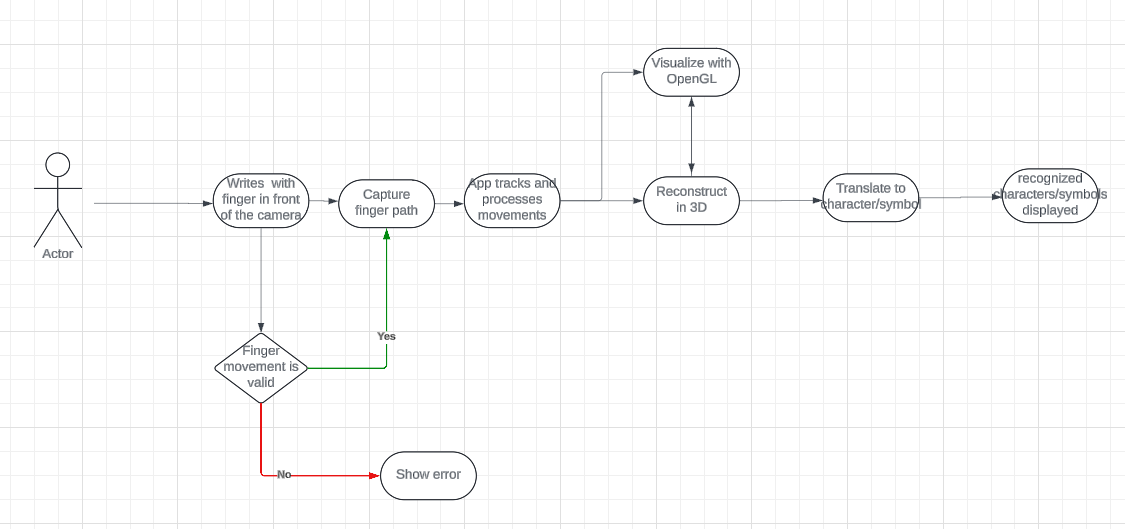 Visualize with
OpenGL
Writes with
finger in front
of the camera
Capture
finger path
App tracks and
processes
movements
Reconstruct
in 3D
Translate to
character/symbol
recognized
characters/symbols
displayed
Actor
Yes
Finger
movement is
valid
No
Show error